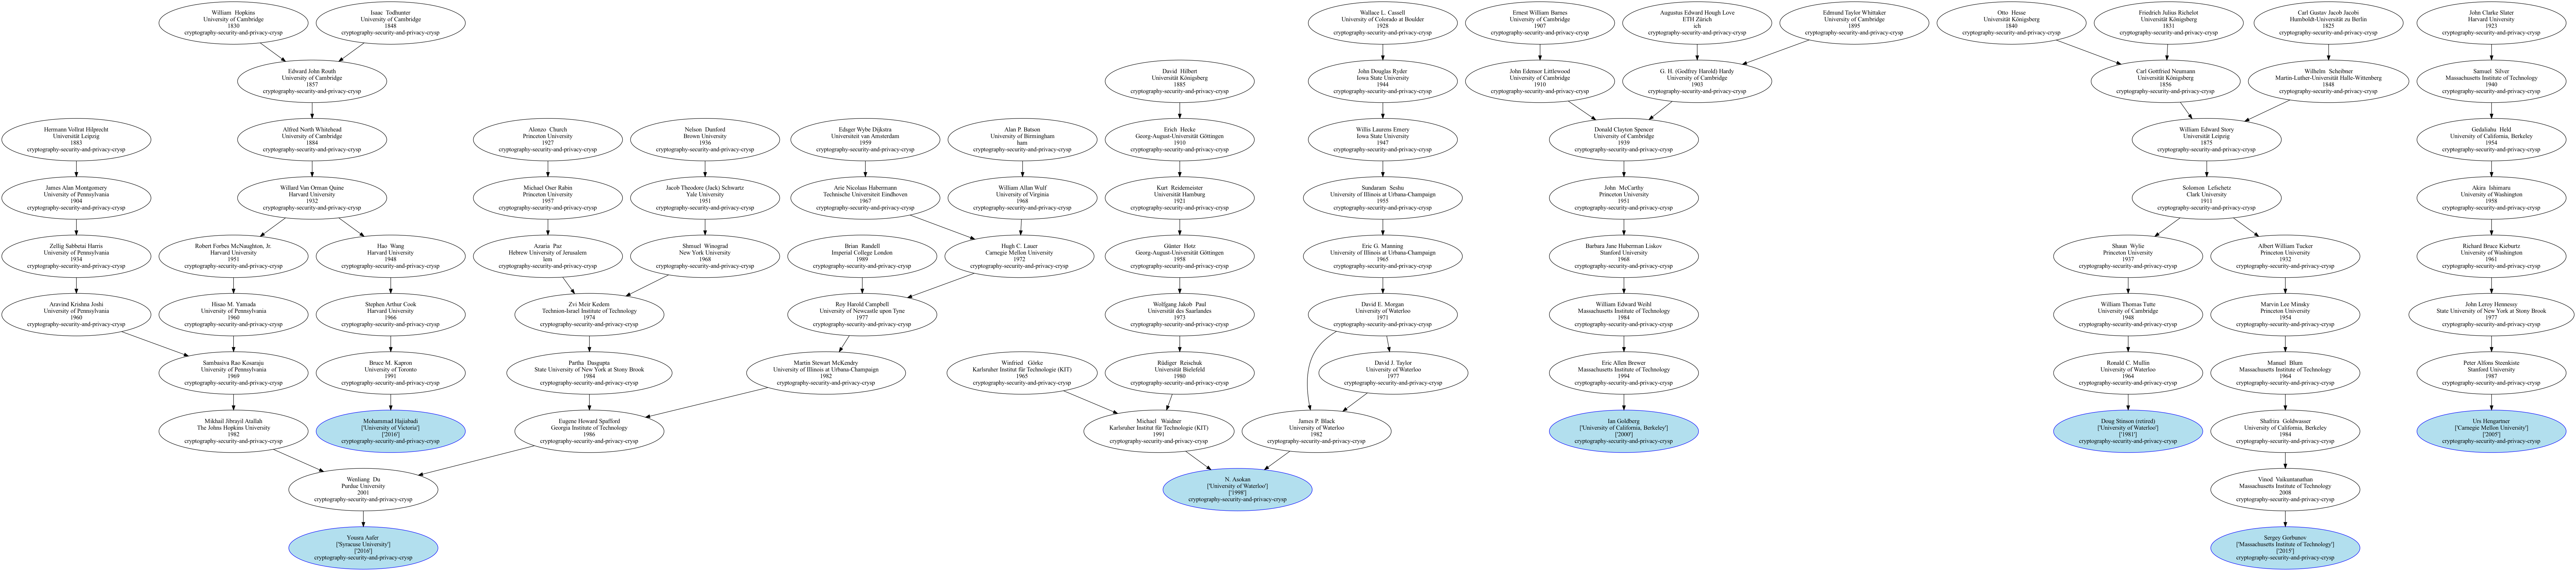 William  Hopkins
University of Cambridge
1830
cryptography-security-and-privacy-crysp
Isaac  Todhunter
University of Cambridge
1848
cryptography-security-and-privacy-crysp
Wallace L. Cassell
University of Colorado at Boulder
1928
cryptography-security-and-privacy-crysp
Ernest William Barnes
University of Cambridge
1907
cryptography-security-and-privacy-crysp
Augustus Edward Hough Love
ETH Zürich
ich
cryptography-security-and-privacy-crysp
Edmund Taylor Whittaker
University of Cambridge
1895
cryptography-security-and-privacy-crysp
Otto  Hesse
Universität Königsberg
1840
cryptography-security-and-privacy-crysp
Friedrich Julius Richelot
Universität Königsberg
1831
cryptography-security-and-privacy-crysp
Carl Gustav Jacob Jacobi
Humboldt-Universität zu Berlin
1825
cryptography-security-and-privacy-crysp
John Clarke Slater
Harvard University
1923
cryptography-security-and-privacy-crysp
Edward John Routh
University of Cambridge
1857
cryptography-security-and-privacy-crysp
David  Hilbert
Universität Königsberg
1885
cryptography-security-and-privacy-crysp
John Douglas Ryder
Iowa State University
1944
cryptography-security-and-privacy-crysp
John Edensor Littlewood
University of Cambridge
1910
cryptography-security-and-privacy-crysp
G. H. (Godfrey Harold) Hardy
University of Cambridge
1903
cryptography-security-and-privacy-crysp
Carl Gottfried Neumann
Universität Königsberg
1856
cryptography-security-and-privacy-crysp
Wilhelm  Scheibner
Martin-Luther-Universität Halle-Wittenberg
1848
cryptography-security-and-privacy-crysp
Samuel  Silver
Massachusetts Institute of Technology
1940
cryptography-security-and-privacy-crysp
Hermann Vollrat Hilprecht
Universität Leipzig
1883
cryptography-security-and-privacy-crysp
Alfred North Whitehead
University of Cambridge
1884
cryptography-security-and-privacy-crysp
Alonzo  Church
Princeton University
1927
cryptography-security-and-privacy-crysp
Nelson  Dunford
Brown University
1936
cryptography-security-and-privacy-crysp
Edsger Wybe Dijkstra
Universiteit van Amsterdam
1959
cryptography-security-and-privacy-crysp
Alan P. Batson
University of Birmingham
ham
cryptography-security-and-privacy-crysp
Erich  Hecke
Georg-August-Universität Göttingen
1910
cryptography-security-and-privacy-crysp
Willis Laurens Emery
Iowa State University
1947
cryptography-security-and-privacy-crysp
Donald Clayton Spencer
University of Cambridge
1939
cryptography-security-and-privacy-crysp
William Edward Story
Universität Leipzig
1875
cryptography-security-and-privacy-crysp
Gedaliahu  Held
University of California, Berkeley
1954
cryptography-security-and-privacy-crysp
James Alan Montgomery
University of Pennsylvania
1904
cryptography-security-and-privacy-crysp
Willard Van Orman Quine
Harvard University
1932
cryptography-security-and-privacy-crysp
Michael Oser Rabin
Princeton University
1957
cryptography-security-and-privacy-crysp
Jacob Theodore (Jack) Schwartz
Yale University
1951
cryptography-security-and-privacy-crysp
Arie Nicolaas Habermann
Technische Universiteit Eindhoven
1967
cryptography-security-and-privacy-crysp
William Allan Wulf
University of Virginia
1968
cryptography-security-and-privacy-crysp
Kurt  Reidemeister
Universität Hamburg
1921
cryptography-security-and-privacy-crysp
Sundaram  Seshu
University of Illinois at Urbana-Champaign
1955
cryptography-security-and-privacy-crysp
John  McCarthy
Princeton University
1951
cryptography-security-and-privacy-crysp
Solomon  Lefschetz
Clark University
1911
cryptography-security-and-privacy-crysp
Akira  Ishimaru
University of Washington
1958
cryptography-security-and-privacy-crysp
Zellig Sabbetai Harris
University of Pennsylvania
1934
cryptography-security-and-privacy-crysp
Robert Forbes McNaughton, Jr.
Harvard University
1951
cryptography-security-and-privacy-crysp
Hao  Wang
Harvard University
1948
cryptography-security-and-privacy-crysp
Azaria  Paz
Hebrew University of Jerusalem
lem
cryptography-security-and-privacy-crysp
Shmuel  Winograd
New York University
1968
cryptography-security-and-privacy-crysp
Brian  Randell
Imperial College London
1989
cryptography-security-and-privacy-crysp
Hugh C. Lauer
Carnegie Mellon University
1972
cryptography-security-and-privacy-crysp
Günter  Hotz
Georg-August-Universität Göttingen
1958
cryptography-security-and-privacy-crysp
Eric G. Manning
University of Illinois at Urbana-Champaign
1965
cryptography-security-and-privacy-crysp
Barbara Jane Huberman Liskov
Stanford University
1968
cryptography-security-and-privacy-crysp
Shaun  Wylie
Princeton University
1937
cryptography-security-and-privacy-crysp
Albert William Tucker
Princeton University
1932
cryptography-security-and-privacy-crysp
Richard Bruce Kieburtz
University of Washington
1961
cryptography-security-and-privacy-crysp
Aravind Krishna Joshi
University of Pennsylvania
1960
cryptography-security-and-privacy-crysp
Hisao M. Yamada
University of Pennsylvania
1960
cryptography-security-and-privacy-crysp
Stephen Arthur Cook
Harvard University
1966
cryptography-security-and-privacy-crysp
Zvi Meir Kedem
Technion-Israel Institute of Technology
1974
cryptography-security-and-privacy-crysp
Roy Harold Campbell
University of Newcastle upon Tyne
1977
cryptography-security-and-privacy-crysp
Wolfgang Jakob  Paul
Universität des Saarlandes
1973
cryptography-security-and-privacy-crysp
David E. Morgan
University of Waterloo
1971
cryptography-security-and-privacy-crysp
William Edward Weihl
Massachusetts Institute of Technology
1984
cryptography-security-and-privacy-crysp
William Thomas Tutte
University of Cambridge
1948
cryptography-security-and-privacy-crysp
Marvin Lee Minsky
Princeton University
1954
cryptography-security-and-privacy-crysp
John Leroy Hennessy
State University of New York at Stony Brook
1977
cryptography-security-and-privacy-crysp
Sambasiva Rao Kosaraju
University of Pennsylvania
1969
cryptography-security-and-privacy-crysp
Bruce M. Kapron
University of Toronto
1991
cryptography-security-and-privacy-crysp
Partha  Dasgupta
State University of New York at Stony Brook
1984
cryptography-security-and-privacy-crysp
Martin Stewart McKendry
University of Illinois at Urbana-Champaign
1982
cryptography-security-and-privacy-crysp
Winfried  Görke
Karlsruher Institut für Technologie (KIT)
1965
cryptography-security-and-privacy-crysp
Rüdiger  Reischuk
Universität Bielefeld
1980
cryptography-security-and-privacy-crysp
David J. Taylor
University of Waterloo
1977
cryptography-security-and-privacy-crysp
Eric Allen Brewer
Massachusetts Institute of Technology
1994
cryptography-security-and-privacy-crysp
Ronald C. Mullin
University of Waterloo
1964
cryptography-security-and-privacy-crysp
Manuel  Blum
Massachusetts Institute of Technology
1964
cryptography-security-and-privacy-crysp
Peter Alfons Steenkiste
Stanford University
1987
cryptography-security-and-privacy-crysp
Mikhail Jibrayil Atallah
The Johns Hopkins University
1982
cryptography-security-and-privacy-crysp
Mohammad Hajiabadi
['University of Victoria']
['2016']
cryptography-security-and-privacy-crysp
Eugene Howard Spafford
Georgia Institute of Technology
1986
cryptography-security-and-privacy-crysp
Michael  Waidner
Karlsruher Institut für Technologie (KIT)
1991
cryptography-security-and-privacy-crysp
James P. Black
University of Waterloo
1982
cryptography-security-and-privacy-crysp
Ian Goldberg
['University of California, Berkeley']
['2000']
cryptography-security-and-privacy-crysp
Doug Stinson (retired)
['University of Waterloo']
['1981']
cryptography-security-and-privacy-crysp
Shafrira  Goldwasser
University of California, Berkeley
1984
cryptography-security-and-privacy-crysp
Urs Hengartner
['Carnegie Mellon University']
['2005']
cryptography-security-and-privacy-crysp
Wenliang  Du
Purdue University
2001
cryptography-security-and-privacy-crysp
N. Asokan
['University of Waterloo']
['1998']
cryptography-security-and-privacy-crysp
Vinod  Vaikuntanathan
Massachusetts Institute of Technology
2008
cryptography-security-and-privacy-crysp
Yousra Aafer
['Syracuse University']
['2016']
cryptography-security-and-privacy-crysp
Sergey Gorbunov
['Massachusetts Institute of Technology']
['2015']
cryptography-security-and-privacy-crysp